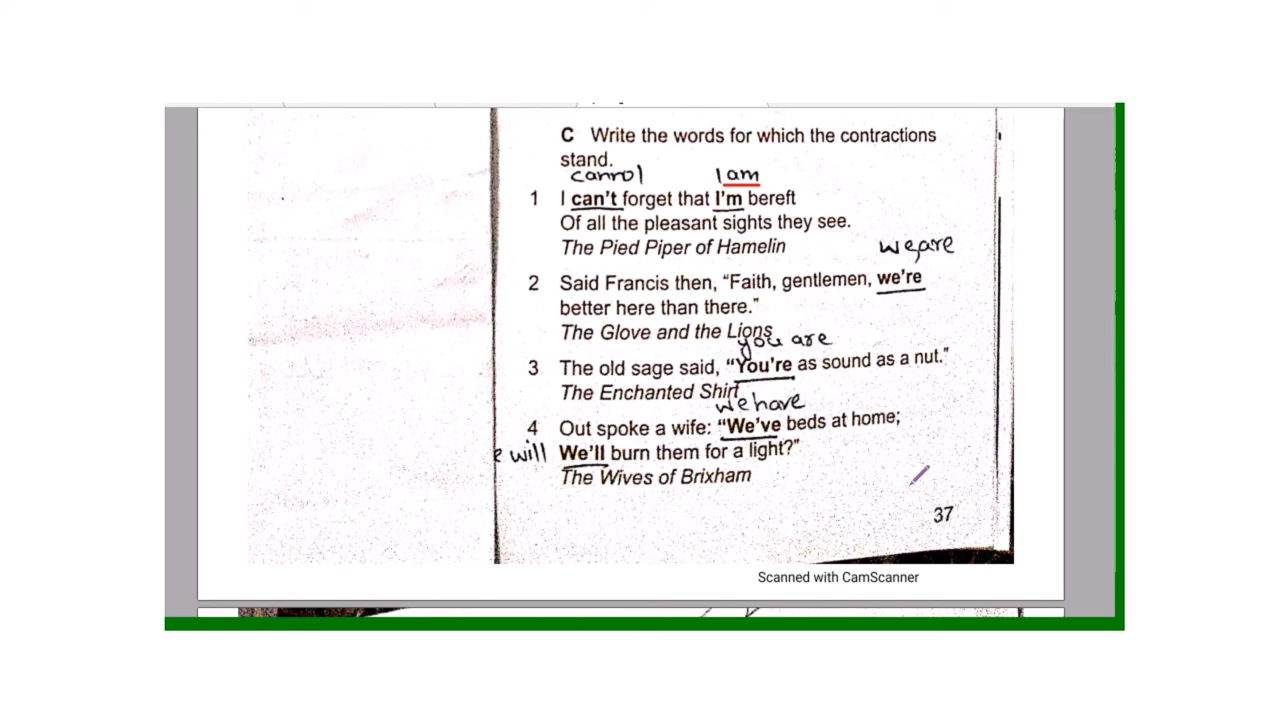 C Write the words for which the contractions
stand.
cannot I am
1 I can't forget that I'm bereft
Of all the pleasant sights they see.
The Pied Piper of Hamelin
we are
2 Said Francis then, “Faith, gentlemen, we're
better here than there.”
The Glove and the Lions
you are
3 The old sage said, “You're as sound as a nut.”
The Enchanted Shirt
we have
4 Out spoke a wife: “We've beds at home;
will We'll burn them for a light?”
The Wives of Brixham
37
Scanned with CamScanner